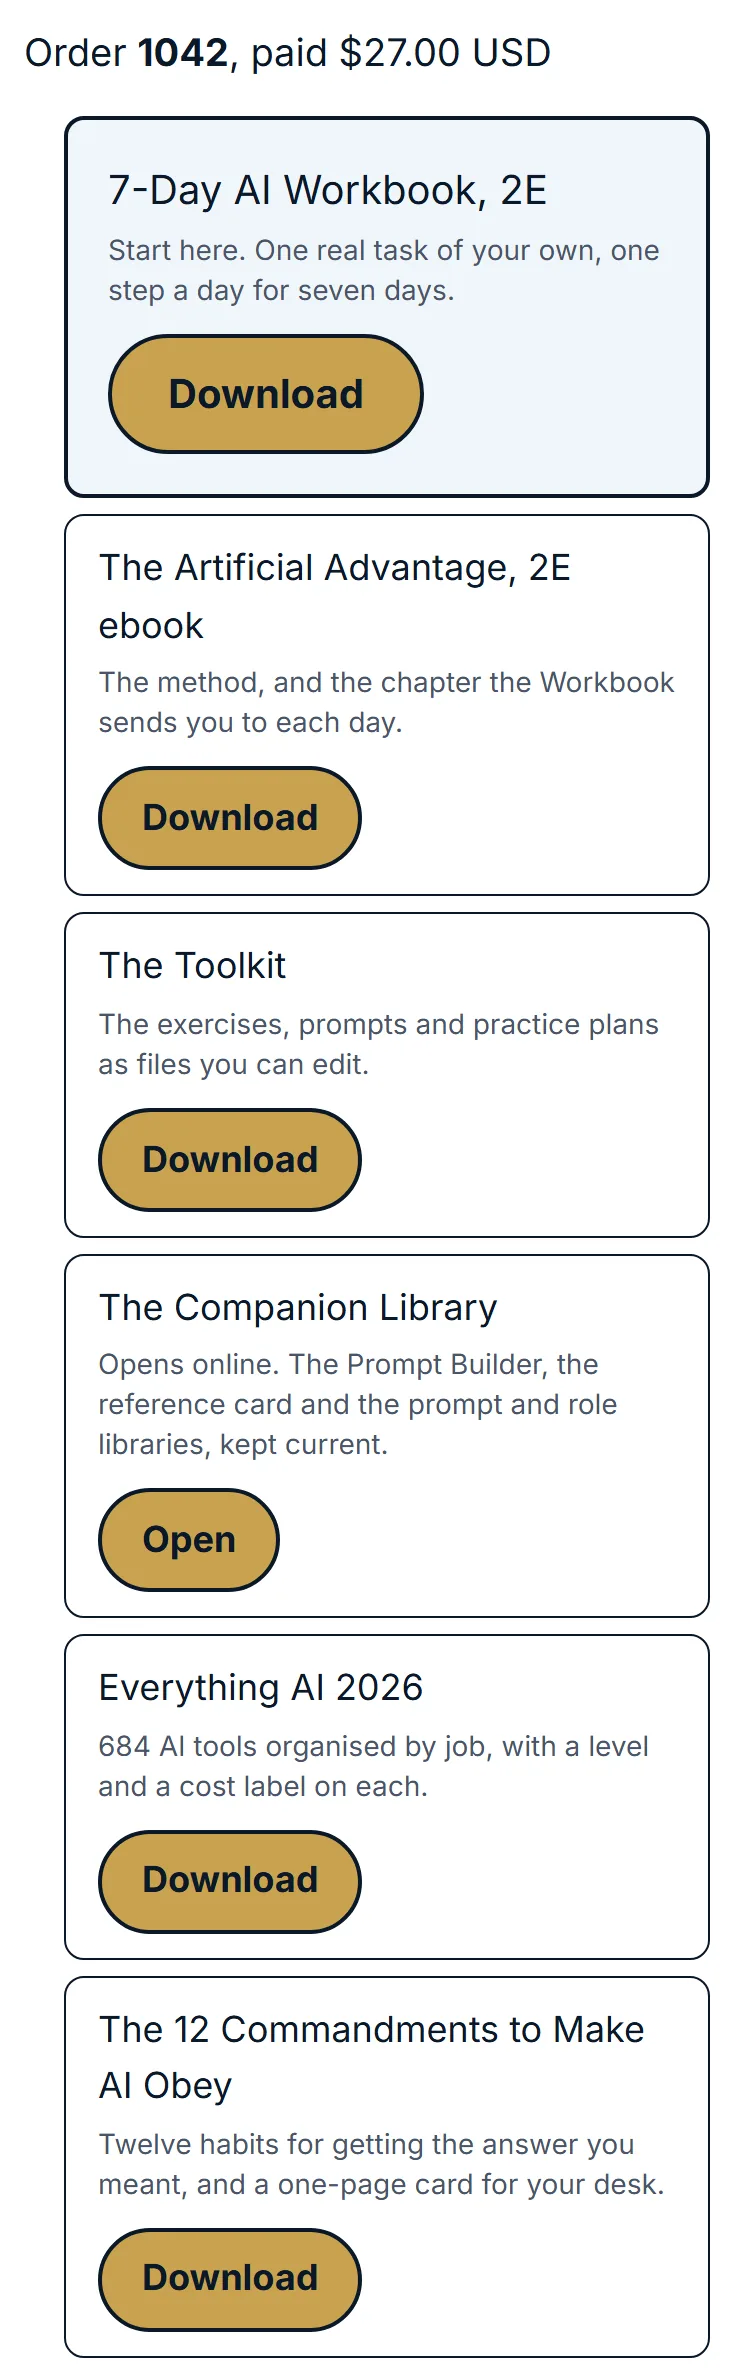 Order 1042, paid $27.00 USD
7-Day AI Workbook, 2E
Start here. One real task of your own, one
step a day for seven days.
Download
The Artificial Advantage, 2E
ebook
The method, and the chapter the Workbook
sends you to each day.
Download
The Toolkit
The exercises, prompts and practice plans
as files you can edit.
Download
The Companion Library
Opens online. The Prompt Builder, the
reference card and the prompt and role
libraries, kept current.
Open
Everything AI 2026
684 AI tools organised by job, with a level
and a cost label on each.
Download
The 12 Commandments to Make
AI Obey
Twelve habits for getting the answer you
meant, and a one-page card for your desk.
Download